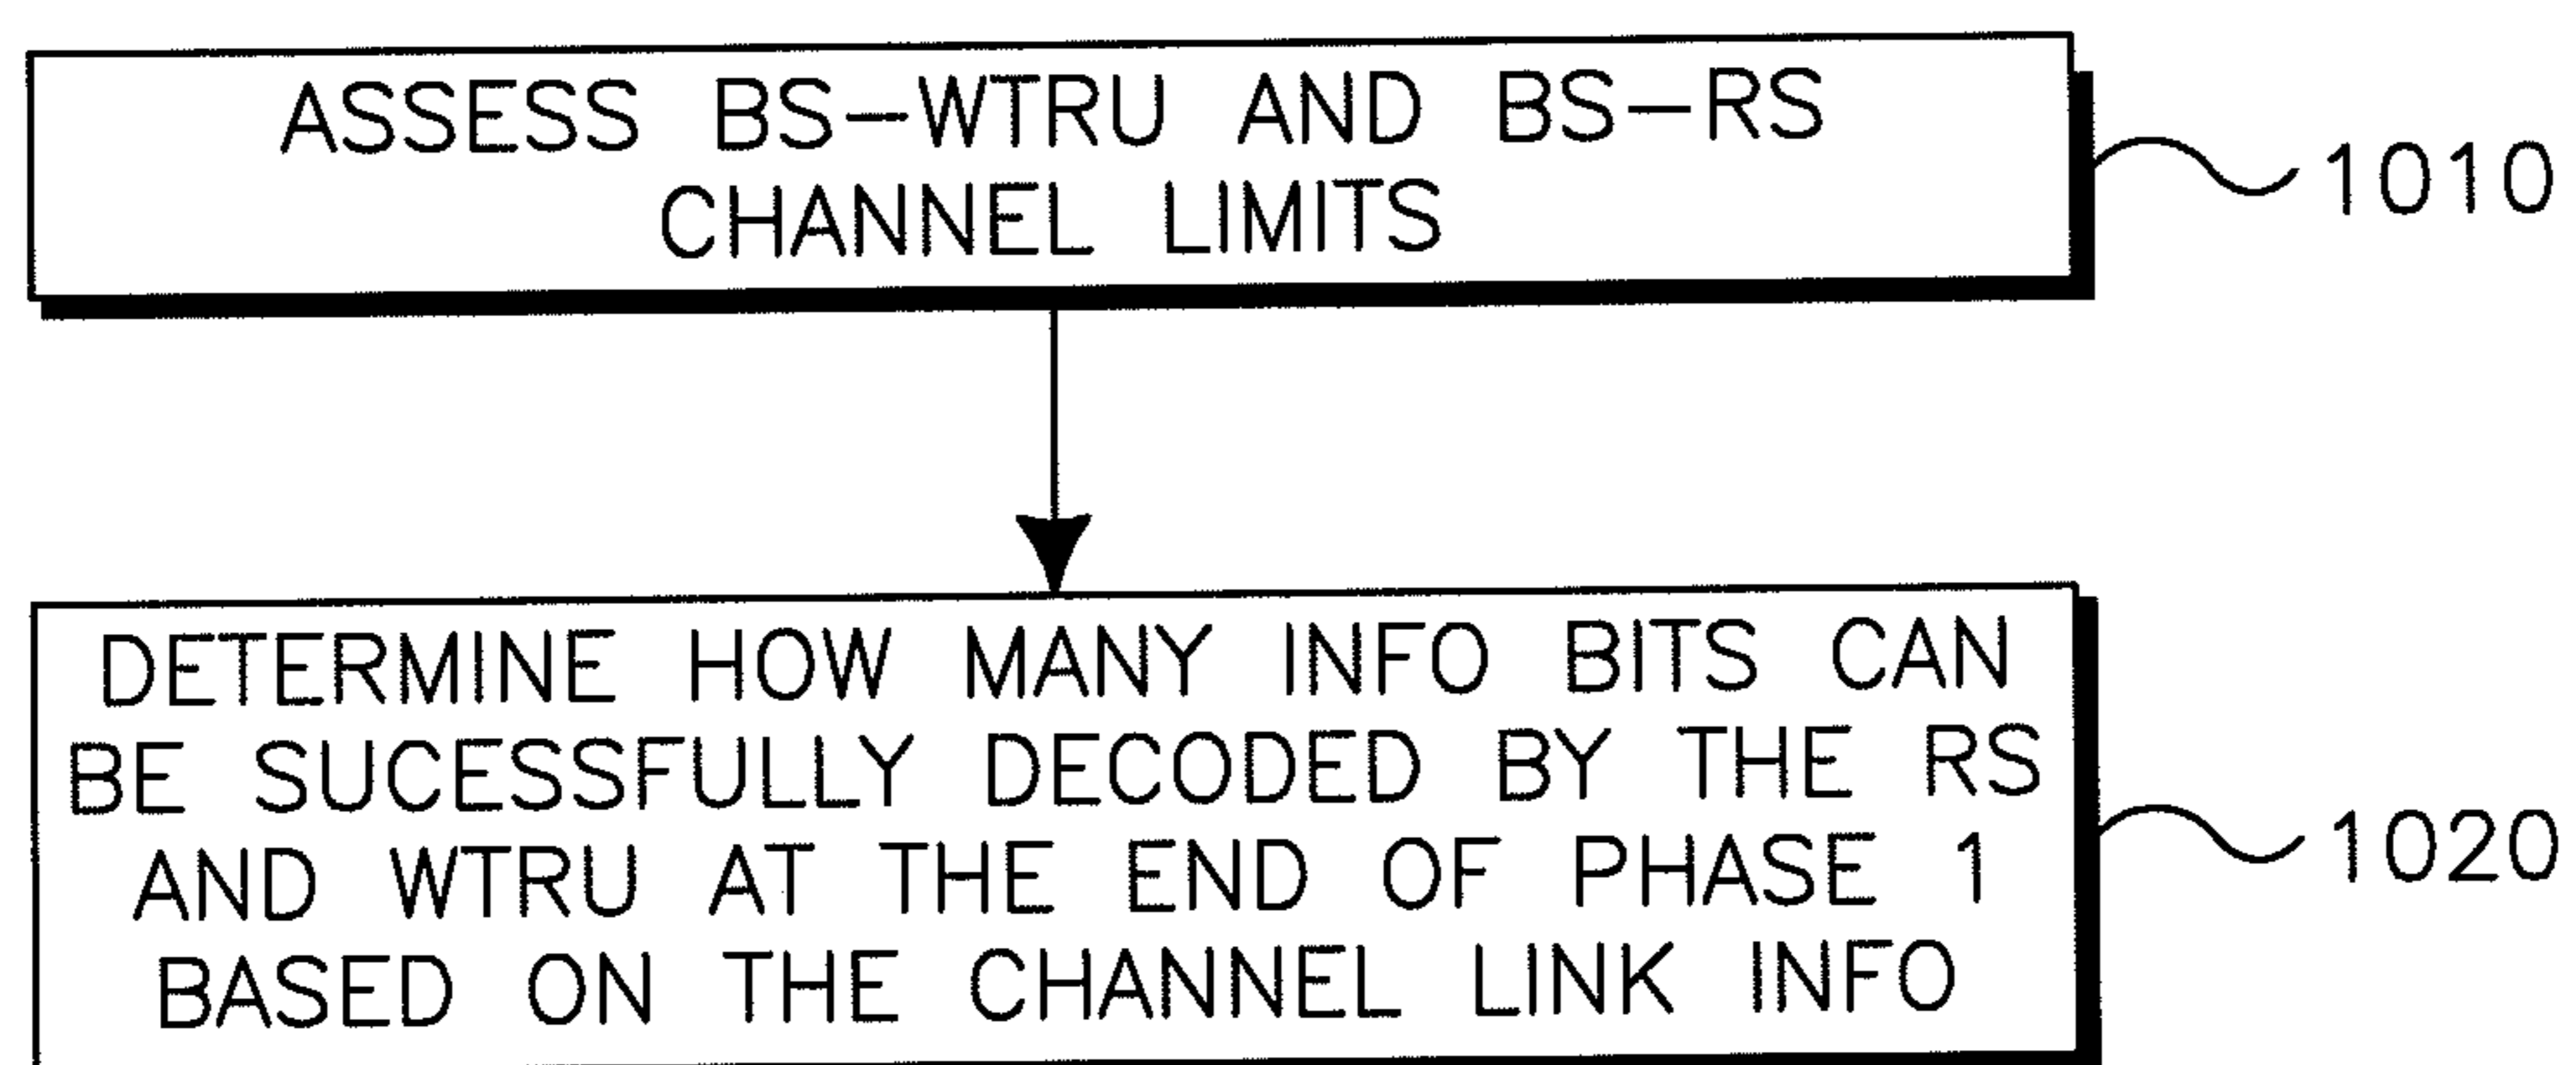 ASSESS BS-WTRU AND BS-RS
CHANNEL LIMITS
1010
DETERMINE HOW MANY INFO BITS CAN
BE SUCESSFULLY DECODED BY THE RS
AND WTRU AT THE END OF PHASE 1
BASED ON THE CHANNEL LINK INFO
1020